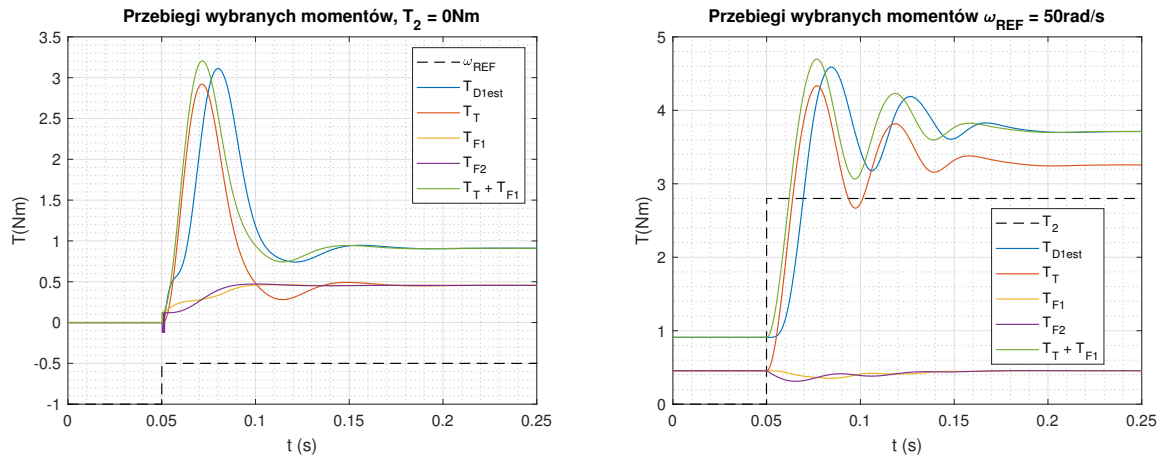 Przebiegi wybranych momentów, T2 = 0Nm
T(Nm)
3.5
3
2.5
2
1.5
1
0.5
0
-0.5
-1
0
0.05
0.1
0.15
0.2
0.25
t (s)
ωREF
TD1est
TT
TF1
TF2
TT + TF1
Przebiegi wybranych momentów ωREF = 50rad/s
T(Nm)
5
4
3
2
1
0
0
0.05
0.1
0.15
0.2
0.25
t (s)
T2
TD1est
TT
TF1
TF2
TT + TF1